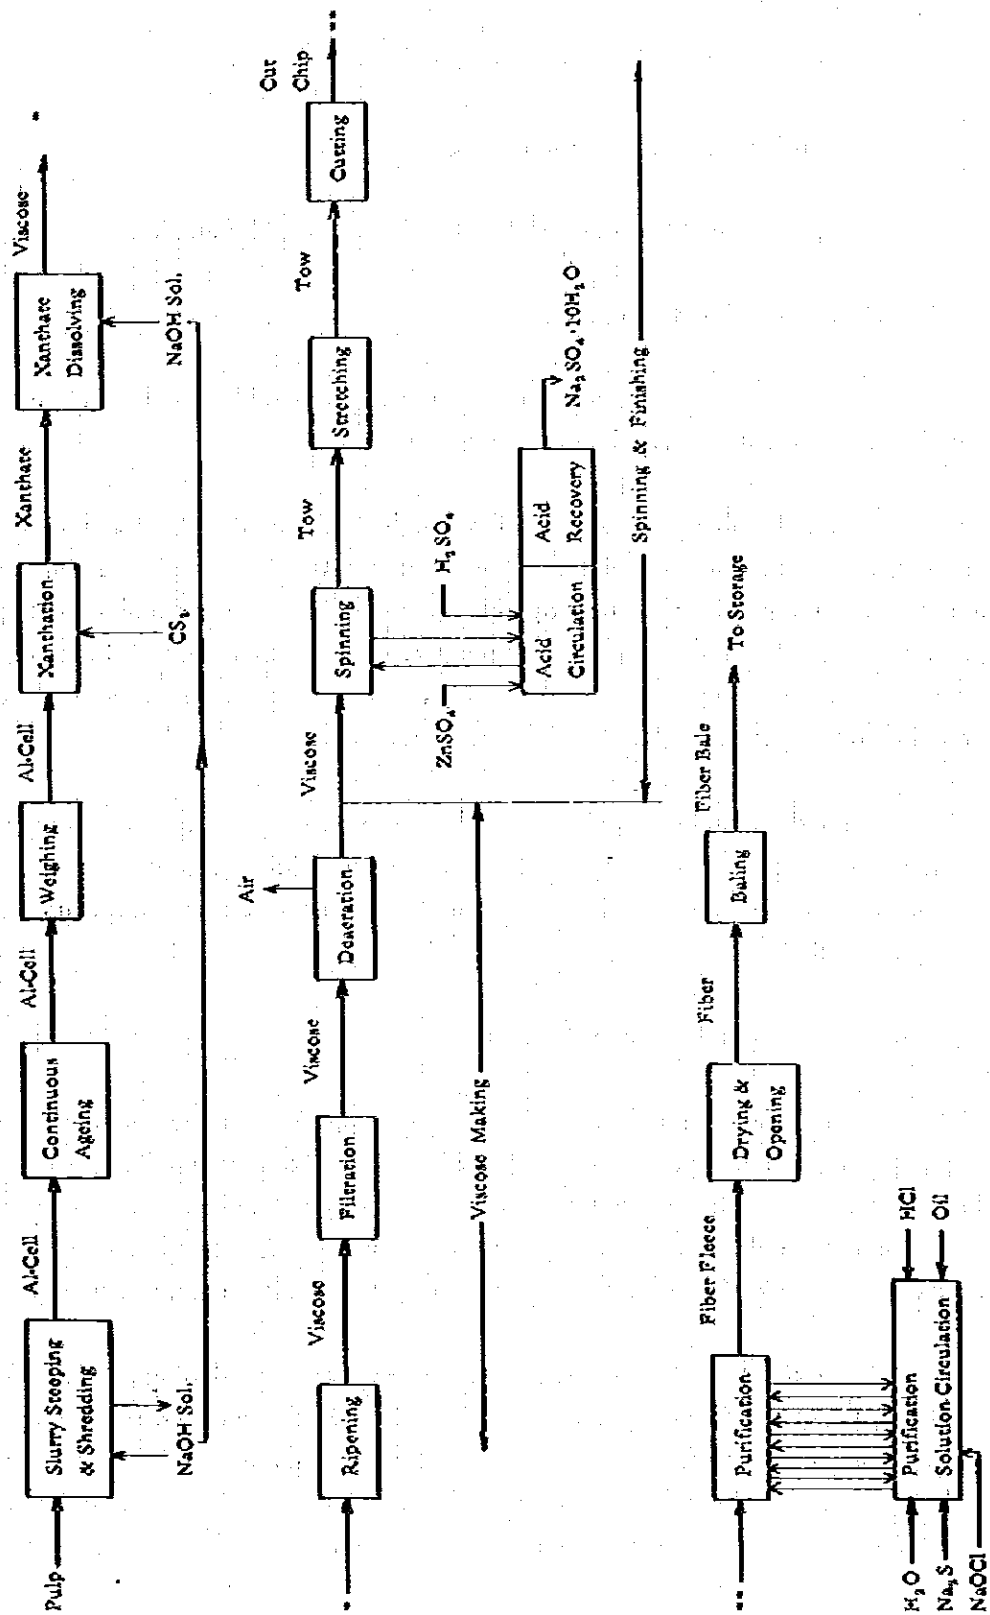 Pulp
Slurry Steeping
& Shredding
NaOH Sol.
Al-Cell
Continuous
Ageing
Al-Cell
Weighing
Al-Cell
Xanthation
CS₂
Xanthate
Xanthate
Dissolving
NaOH Sol.
Viscose
*
*
Ripening
Viscose
Filtration
Viscose
Deaeration
Air
Viscose
Spinning
Tow
Stretching
Tow
Cutting
Cut
Chip
**
ZnSO₄
H₂SO₄
Acid
Circulation
Acid
Recovery
Na₂SO₄·10H₂O
Viscose Making
Spinning & Finishing
**
Purification
Fiber Fleece
Drying &
Opening
Fiber
Baling
Fiber Bale
To Storage
H₂O
Na₂S
NaOCl
Purification
Solution Circulation
HCl
Oil